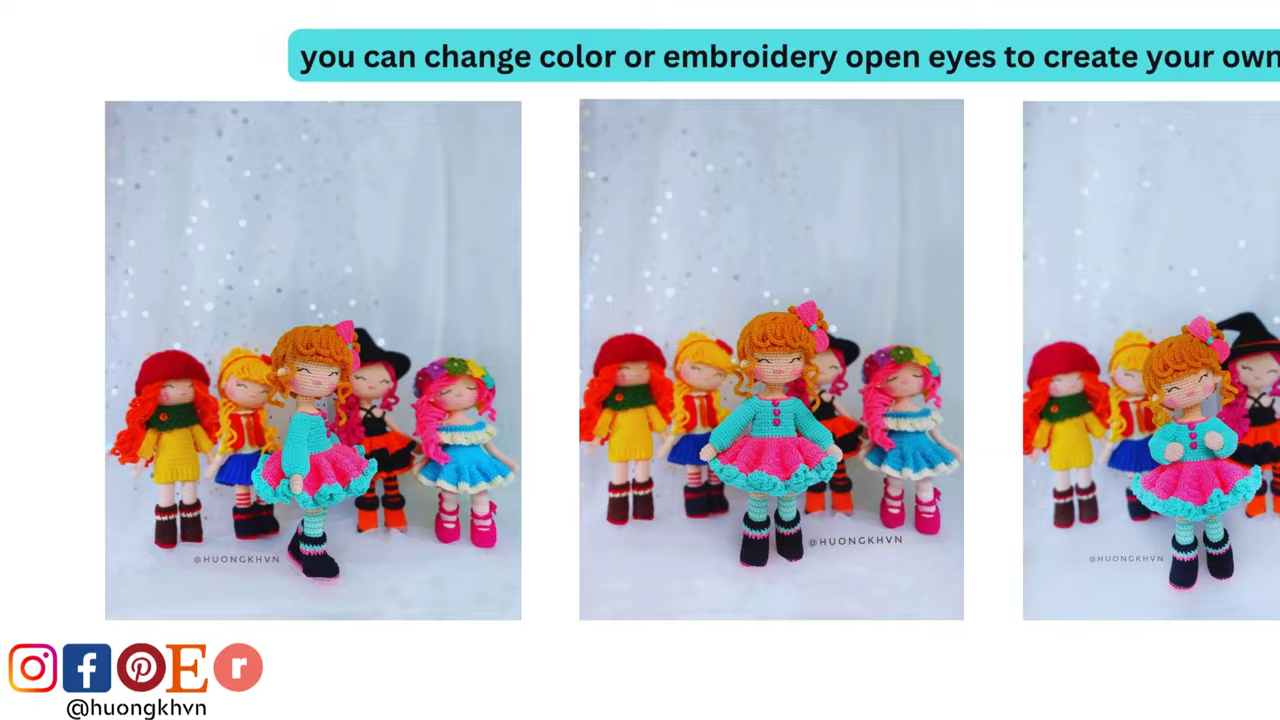 you can change color or embroidery open eyes to create your own
@HUONGKHVN
@HUONGKHVN
@HUONGKHVN
E
r
@huongkhvn